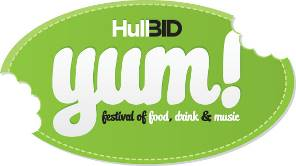 HullBID
yum!
festival of food, drink & music